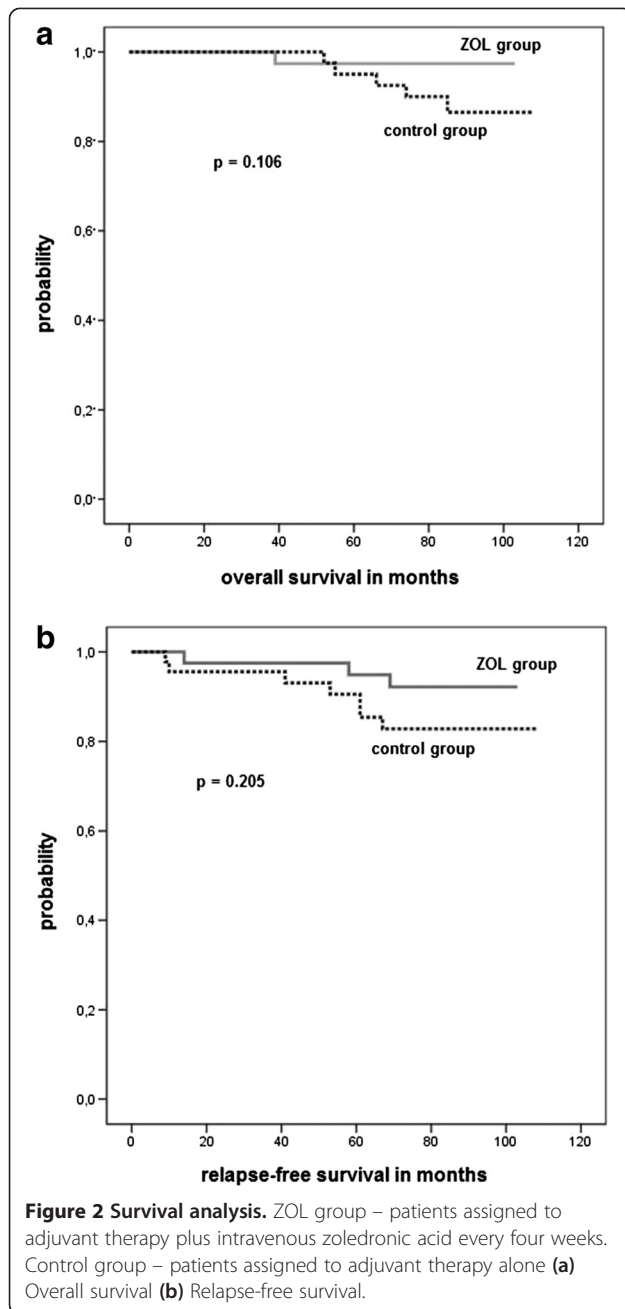 a
1,0
ZOL group
control group
0,8
p = 0.106
0,6
probability
0,4
0,2
0,0
0 20 40 60 80 100 120
overall survival in months
b
1,0
ZOL group
control group
0,8
p = 0.205
0,6
probability
0,4
0,2
0,0
0 20 40 60 80 100 120
relapse-free survival in months
Figure 2 Survival analysis. ZOL group – patients assigned to
adjuvant therapy plus intravenous zoledronic acid every four weeks.
Control group – patients assigned to adjuvant therapy alone (a)
Overall survival (b) Relapse-free survival.